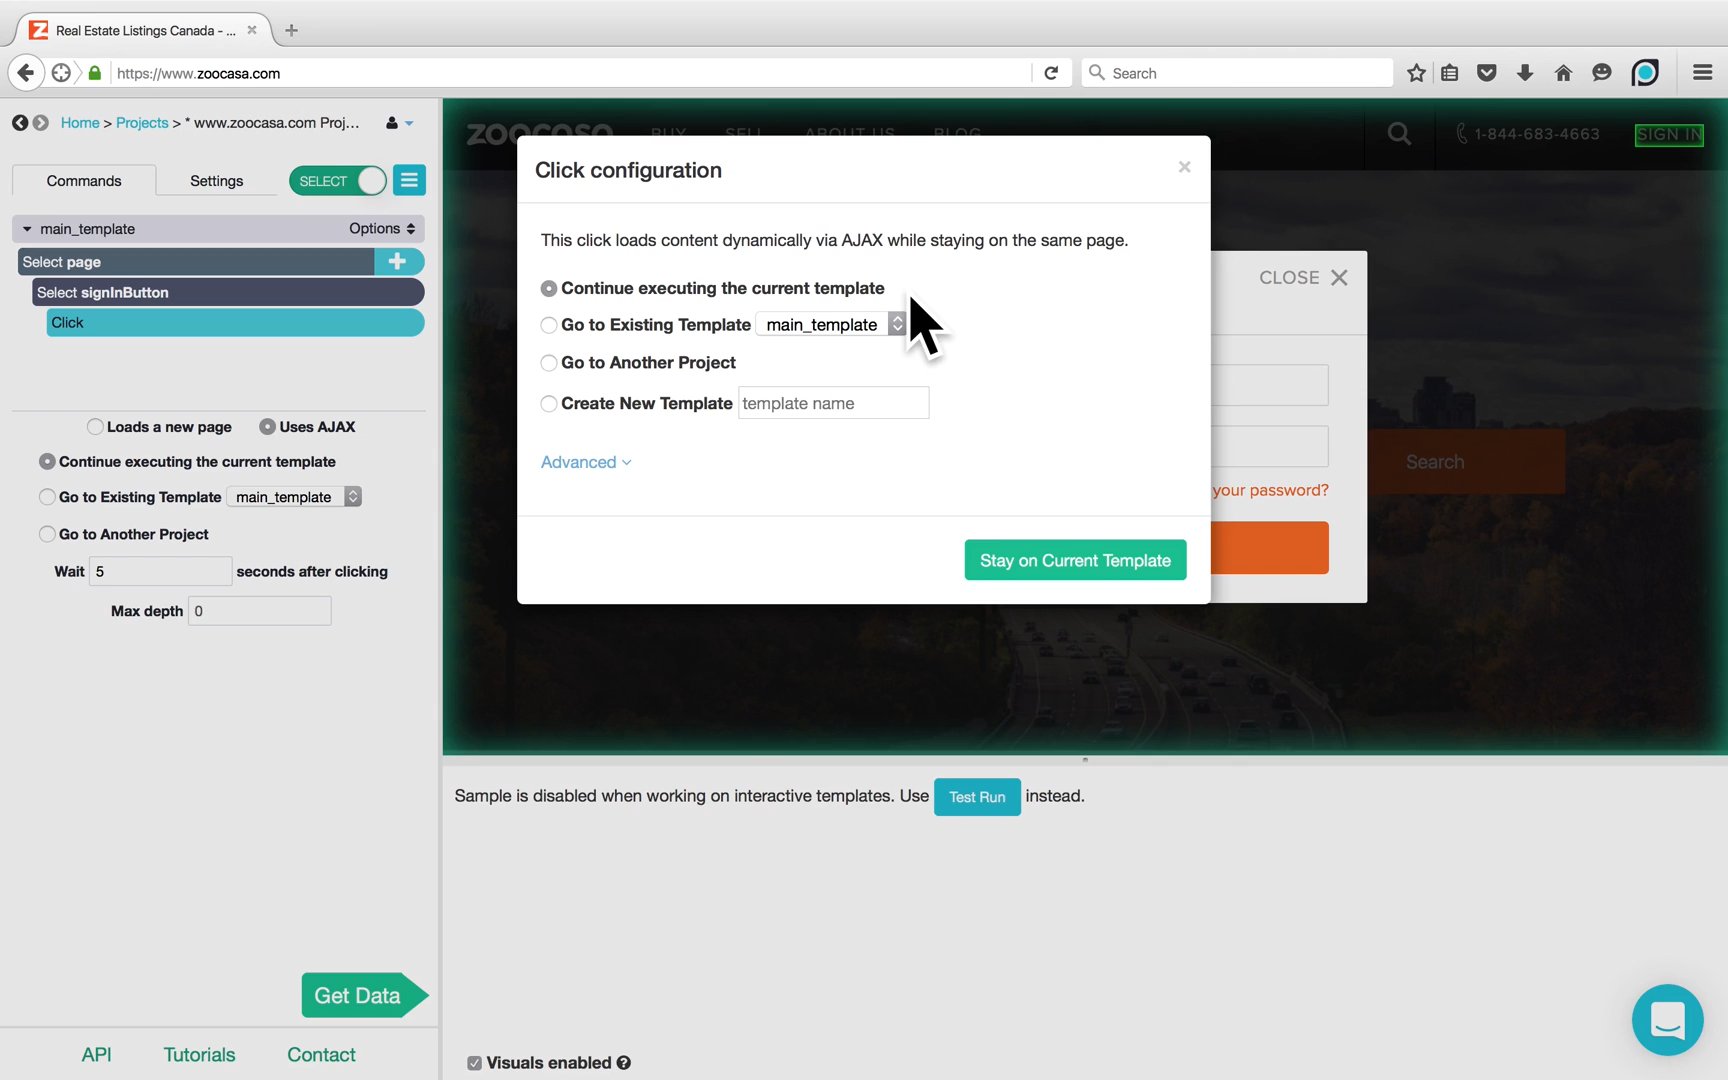 Real Estate Listings Canada - ...
https://www.zoocasa.com
Search
Home > Projects > * www.zoocasa.com Proj...
Commands
Settings
SELECT
main_template
Options
Select page
Select signInButton
Click
Loads a new page
Uses AJAX
Continue executing the current template
Go to Existing Template main_template
Go to Another Project
Wait 5 seconds after clicking
Max depth 0
Get Data
API
Tutorials
Contact
zoocasa
BUY
SELL
ABOUT US
BLOG
1-844-683-4663
SIGN IN
Click configuration
This click loads content dynamically via AJAX while staying on the same page.
Continue executing the current template
Go to Existing Template main_template
Go to Another Project
Create New Template template name
Advanced
Stay on Current Template
CLOSE
your password?
Search
Sample is disabled when working on interactive templates. Use Test Run instead.
Visuals enabled